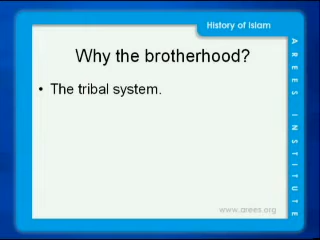 History of Islam
Why the brotherhood?
• The tribal system.
AREES INSTITUTE
www.arees.org